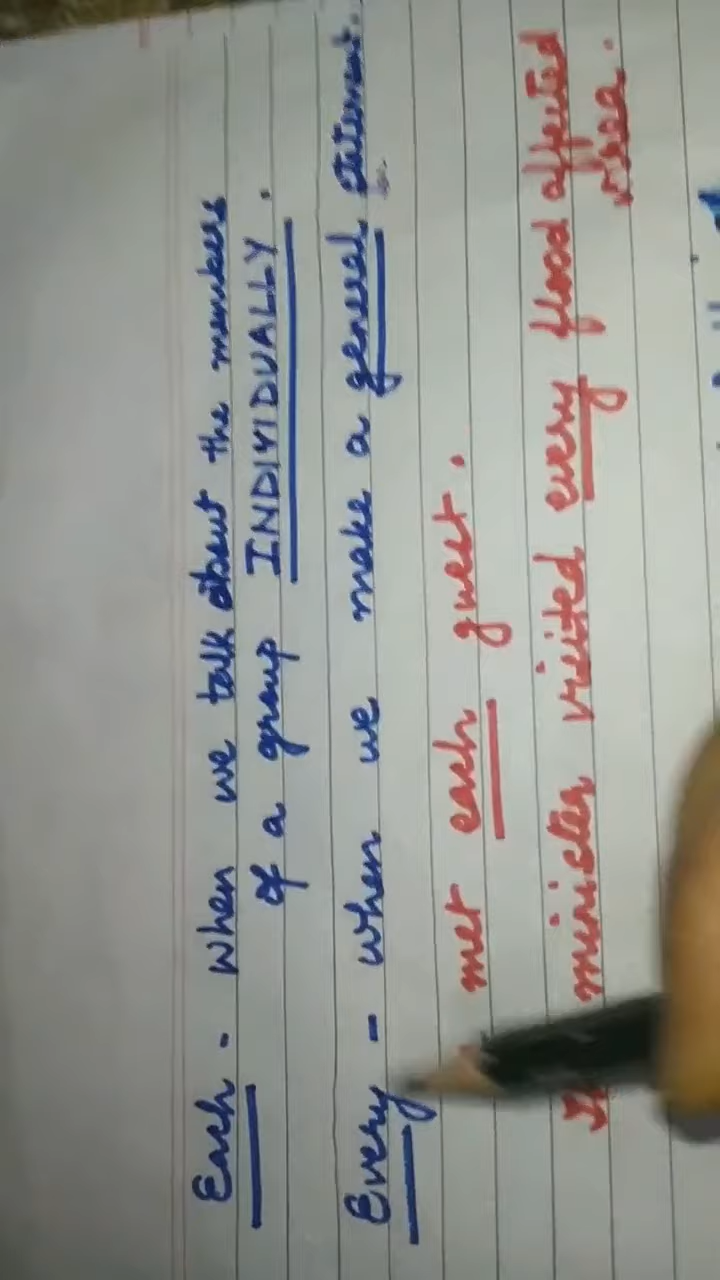 Each - when we talk about the members
of a group INDIVIDUALLY.
Every - when we make a general statement.
met each guest.
minister visited every flood affected
area.